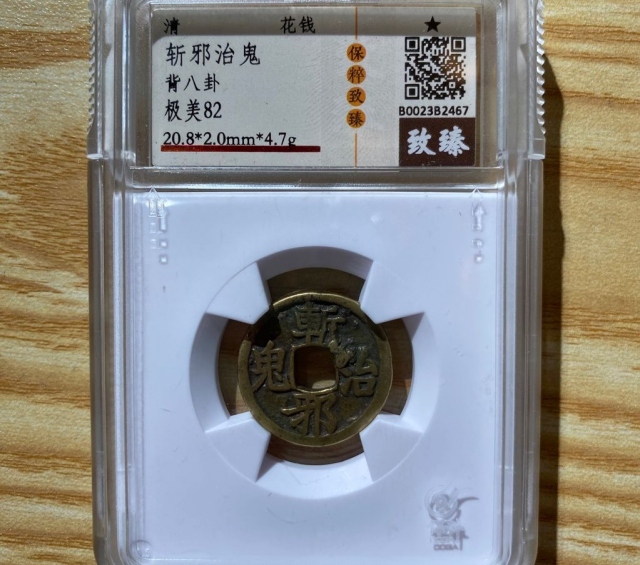 清 花钱
斩邪治鬼
背八卦
极美82
20.8*2.0mm*4.7g
保粹致臻
B0023B2467
致臻
斬
鬼 治
邪